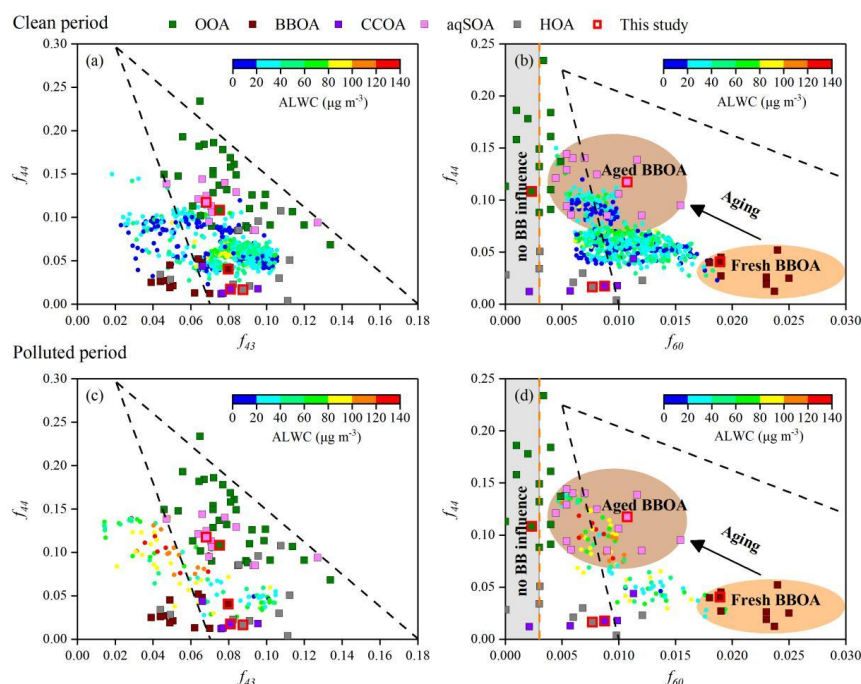 Clean period
OOA BBOA CCOA aqSOA HOA This study
(a)
0 20 40 60 80 100 120 140
ALWC (µg m⁻³)
0.30
0.25
0.20
0.15
0.10
0.05
0.00
f44
0.00 0.02 0.04 0.06 0.08 0.10 0.12 0.14 0.16 0.18
f43
(b)
0 20 40 60 80 100 120 140
ALWC (µg m⁻³)
0.25
0.20
0.15
0.10
0.05
0.00
f44
no BB influence
Aged BBOA
Aging
Fresh BBOA
0.000 0.005 0.010 0.015 0.020 0.025 0.030
f60
Polluted period
(c)
0 20 40 60 80 100 120 140
ALWC (µg m⁻³)
0.30
0.25
0.20
0.15
0.10
0.05
0.00
f44
0.00 0.02 0.04 0.06 0.08 0.10 0.12 0.14 0.16 0.18
f43
(d)
0 20 40 60 80 100 120 140
ALWC (µg m⁻³)
0.25
0.20
0.15
0.10
0.05
0.00
f44
no BB influence
Aged BBOA
Aging
Fresh BBOA
0.000 0.005 0.010 0.015 0.020 0.025 0.030
f60